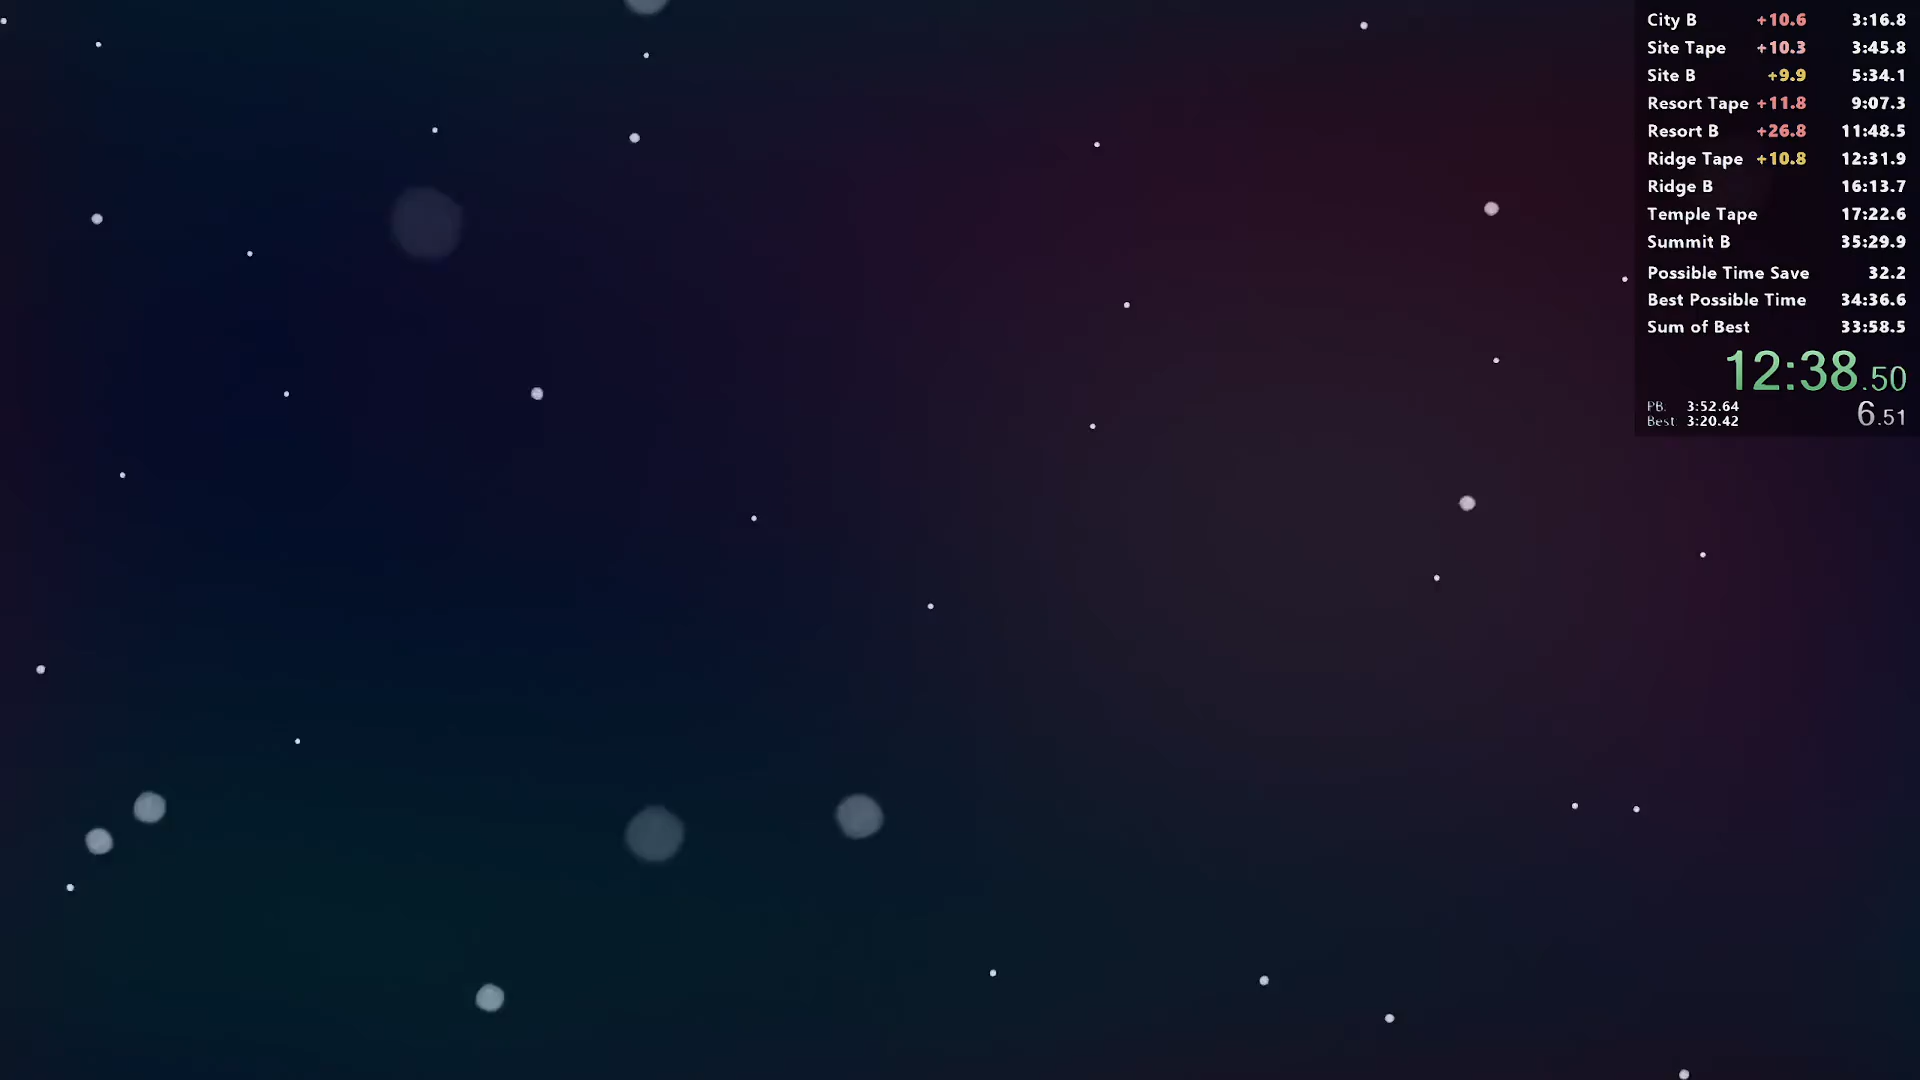 City B +10.6 3:16.8
Site Tape +10.3 3:45.8
Site B +9.9 5:34.1
Resort Tape +11.8 9:07.3
Resort B +26.8 11:48.5
Ridge Tape +10.8 12:31.9
Ridge B 16:13.7
Temple Tape 17:22.6
Summit B 35:29.9
Possible Time Save 32.2
Best Possible Time 34:36.6
Sum of Best 33:58.5
12:38.50
PB: 3:52.64 6.51
Best: 3:20.42